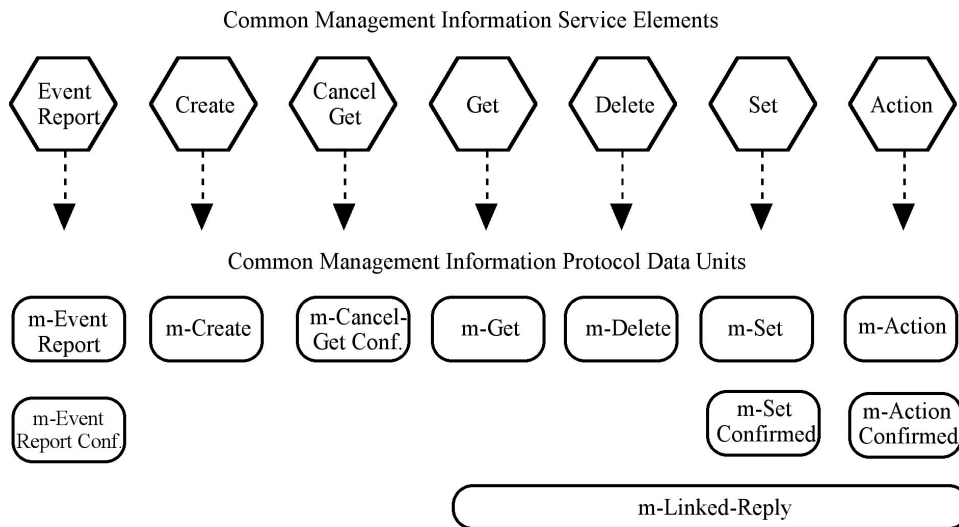 Common Management Information Service Elements
Event
Report
Create
Cancel
Get
Get
Delete
Set
Action
Common Management Information Protocol Data Units
m-Event
Report
m-Create
m-Cancel-
Get Conf.
m-Get
m-Delete
m-Set
m-Action
m-Event
Report Conf.
m-Set
Confirmed
m-Action
Confirmed
m-Linked-Reply